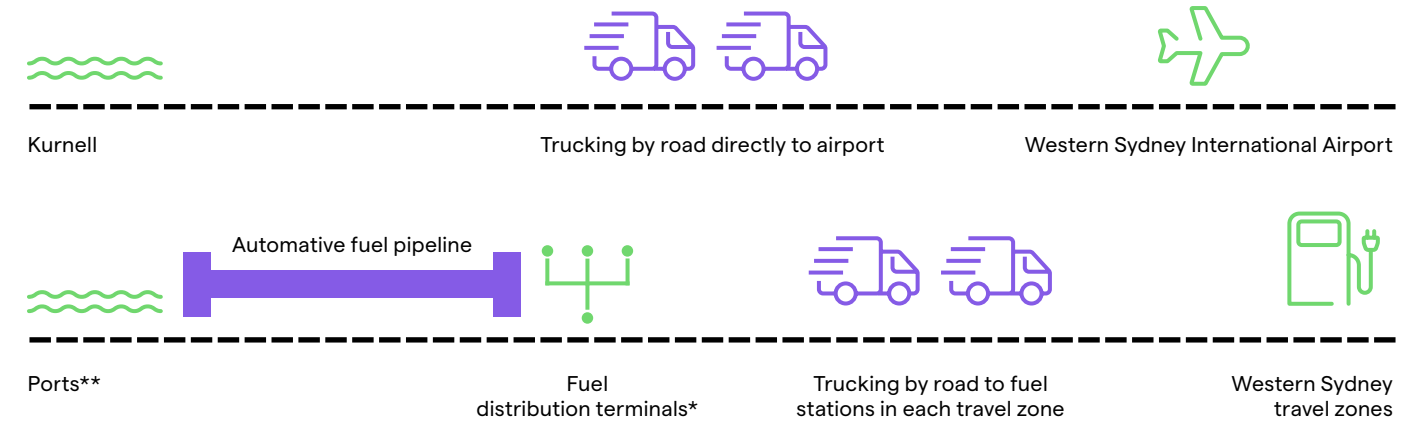 Kurnell
Trucking by road directly to airport
Western Sydney International Airport
Automative fuel pipeline
Ports**
Fuel
distribution terminals*
Trucking by road to fuel
stations in each travel zone
Western Sydney
travel zones